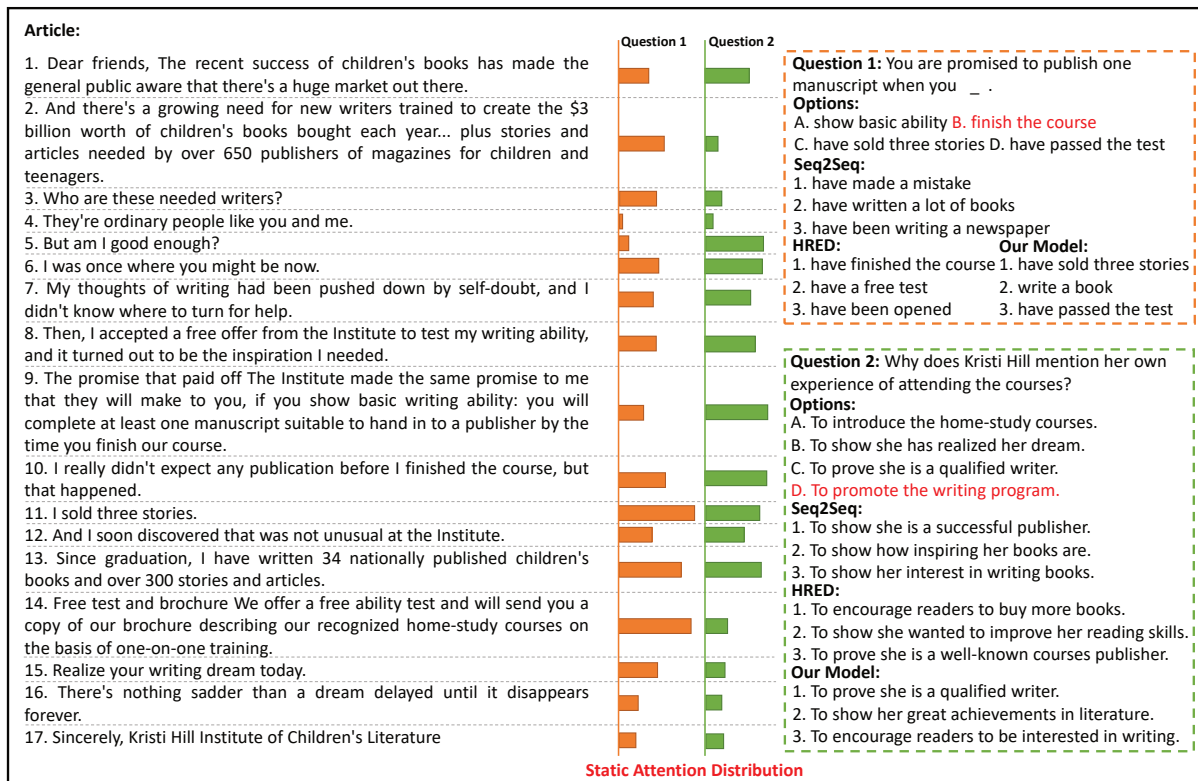 Article:
Question 1 Question 2
1. Dear friends, The recent success of children's books has made the
general public aware that there's a huge market out there.
2. And there's a growing need for new writers trained to create the $3
billion worth of children's books bought each year... plus stories and
articles needed by over 650 publishers of magazines for children and
teenagers.
3. Who are these needed writers?
4. They're ordinary people like you and me.
5. But am I good enough?
6. I was once where you might be now.
7. My thoughts of writing had been pushed down by self-doubt, and I
didn't know where to turn for help.
8. Then, I accepted a free offer from the Institute to test my writing ability,
and it turned out to be the inspiration I needed.
9. The promise that paid off The Institute made the same promise to me
that they will make to you, if you show basic writing ability: you will
complete at least one manuscript suitable to hand in to a publisher by the
time you finish our course.
10. I really didn't expect any publication before I finished the course, but
that happened.
11. I sold three stories.
12. And I soon discovered that was not unusual at the Institute.
13. Since graduation, I have written 34 nationally published children's
books and over 300 stories and articles.
14. Free test and brochure We offer a free ability test and will send you a
copy of our brochure describing our recognized home-study courses on
the basis of one-on-one training.
15. Realize your writing dream today.
16. There's nothing sadder than a dream delayed until it disappears
forever.
17. Sincerely, Kristi Hill Institute of Children's Literature
Static Attention Distribution
Question 1: You are promised to publish one
manuscript when you _ .
Options:
A. show basic ability B. finish the course
C. have sold three stories D. have passed the test
Seq2Seq:
1. have made a mistake
2. have written a lot of books
3. have been writing a newspaper
HRED: Our Model:
1. have finished the course 1. have sold three stories
2. have a free test 2. write a book
3. have been opened 3. have passed the test
Question 2: Why does Kristi Hill mention her own
experience of attending the courses?
Options:
A. To introduce the home-study courses.
B. To show she has realized her dream.
C. To prove she is a qualified writer.
D. To promote the writing program.
Seq2Seq:
1. To show she is a successful publisher.
2. To show how inspiring her books are.
3. To show her interest in writing books.
HRED:
1. To encourage readers to buy more books.
2. To show she wanted to improve her reading skills.
3. To prove she is a well-known courses publisher.
Our Model:
1. To prove she is a qualified writer.
2. To show her great achievements in literature.
3. To encourage readers to be interested in writing.